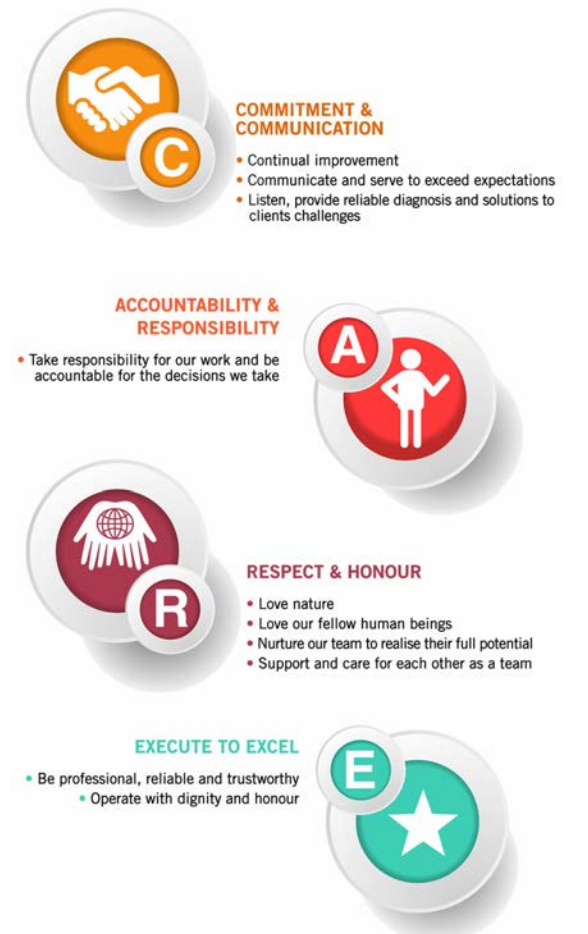 C
COMMITMENT &
COMMUNICATION
• Continual improvement
• Communicate and serve to exceed expectations
• Listen, provide reliable diagnosis and solutions to
clients challenges
ACCOUNTABILITY &
RESPONSIBILITY
• Take responsibility for our work and be
accountable for the decisions we take
A
R
RESPECT & HONOUR
• Love nature
• Love our fellow human beings
• Nurture our team to realise their full potential
• Support and care for each other as a team
EXECUTE TO EXCEL
• Be professional, reliable and trustworthy
• Operate with dignity and honour
E